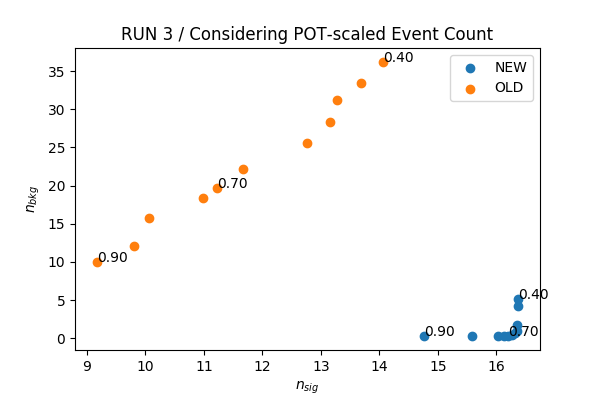 RUN 3 / Considering POT-scaled Event Count
NEW
OLD
0.40
0.70
0.90
0.40
0.90
0.70
35
30
25
20
15
10
5
0
n_bkg
9 10 11 12 13 14 15 16
n_sig